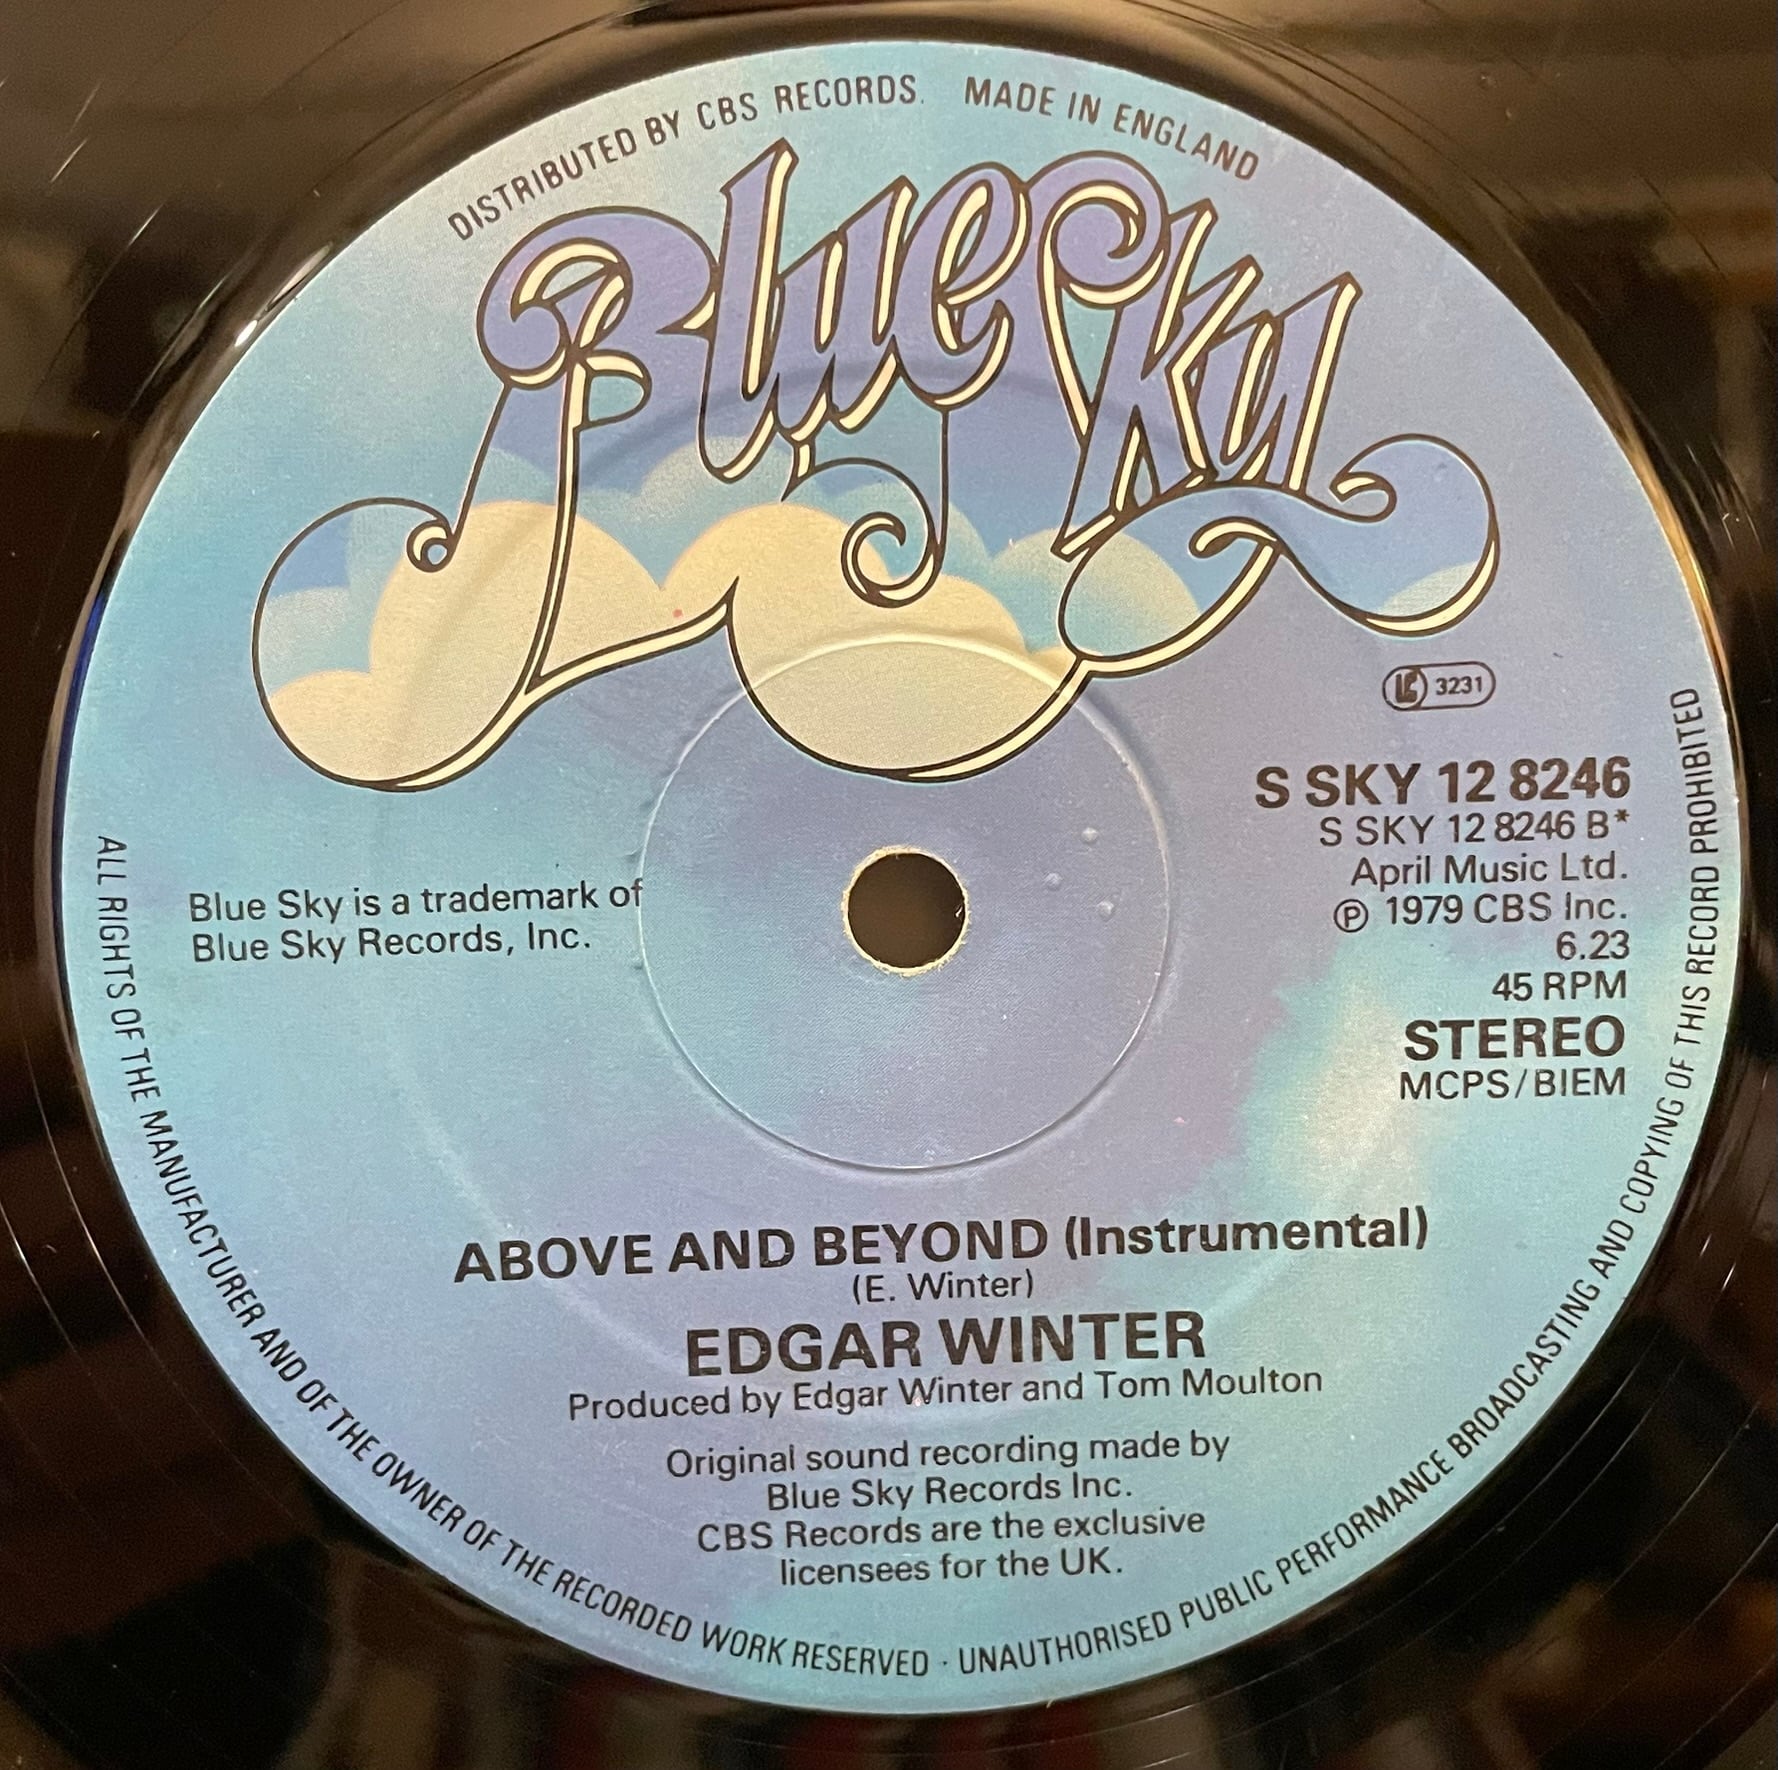 DISTRIBUTED BY CBS RECORDS. MADE IN ENGLAND
Blue Sky
LC 3231
S SKY 12 8246
S SKY 12 8246 B*
April Music Ltd.
℗ 1979 CBS Inc.
6.23
45 RPM
STEREO
MCPS/BIEM
Blue Sky is a trademark of
Blue Sky Records, Inc.
ABOVE AND BEYOND (Instrumental)
(E. Winter)
EDGAR WINTER
Produced by Edgar Winter and Tom Moulton
Original sound recording made by
Blue Sky Records Inc.
CBS Records are the exclusive
licensees for the UK.
ALL RIGHTS OF THE MANUFACTURER AND OF THE OWNER OF THE RECORDED WORK RESERVED · UNAUTHORISED PUBLIC PERFORMANCE BROADCASTING AND COPYING OF THIS RECORD PROHIBITED